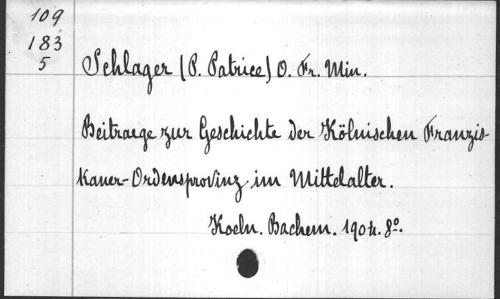 109
183
5
Schlager (P. Patrice) O. Fr. Min.
Beitraege zur Geschichte der Kölnischen Franzis-
kaner-Ordensprovinz im Mittelalter.
Koeln. Bachem. 1904. 8°.